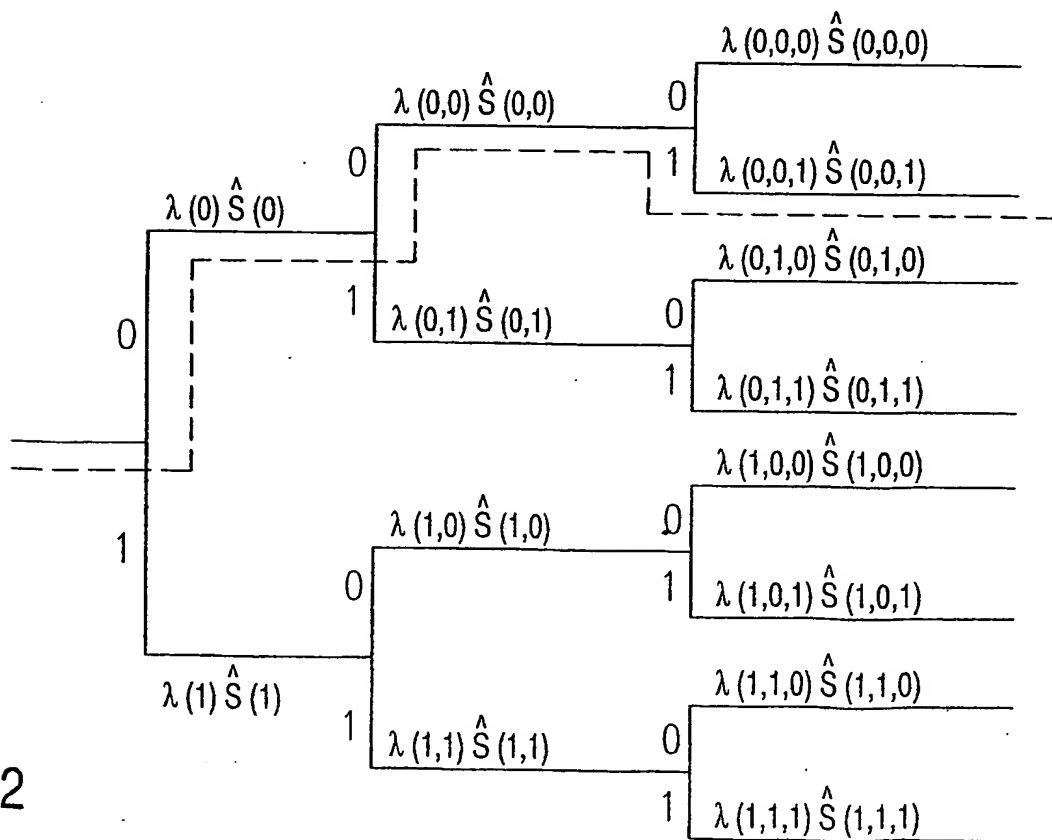 λ (0,0,0) Ŝ (0,0,0)
0
λ (0,0) Ŝ (0,0)
0
1
λ (0,0,1) Ŝ (0,0,1)
λ (0) Ŝ (0)
λ (0,1,0) Ŝ (0,1,0)
1
λ (0,1) Ŝ (0,1)
0
0
1
λ (0,1,1) Ŝ (0,1,1)
λ (1,0,0) Ŝ (1,0,0)
λ (1,0) Ŝ (1,0)
0
1
0
1
λ (1,0,1) Ŝ (1,0,1)
λ (1) Ŝ (1)
λ (1,1,0) Ŝ (1,1,0)
1
λ (1,1) Ŝ (1,1)
0
2
1
λ (1,1,1) Ŝ (1,1,1)